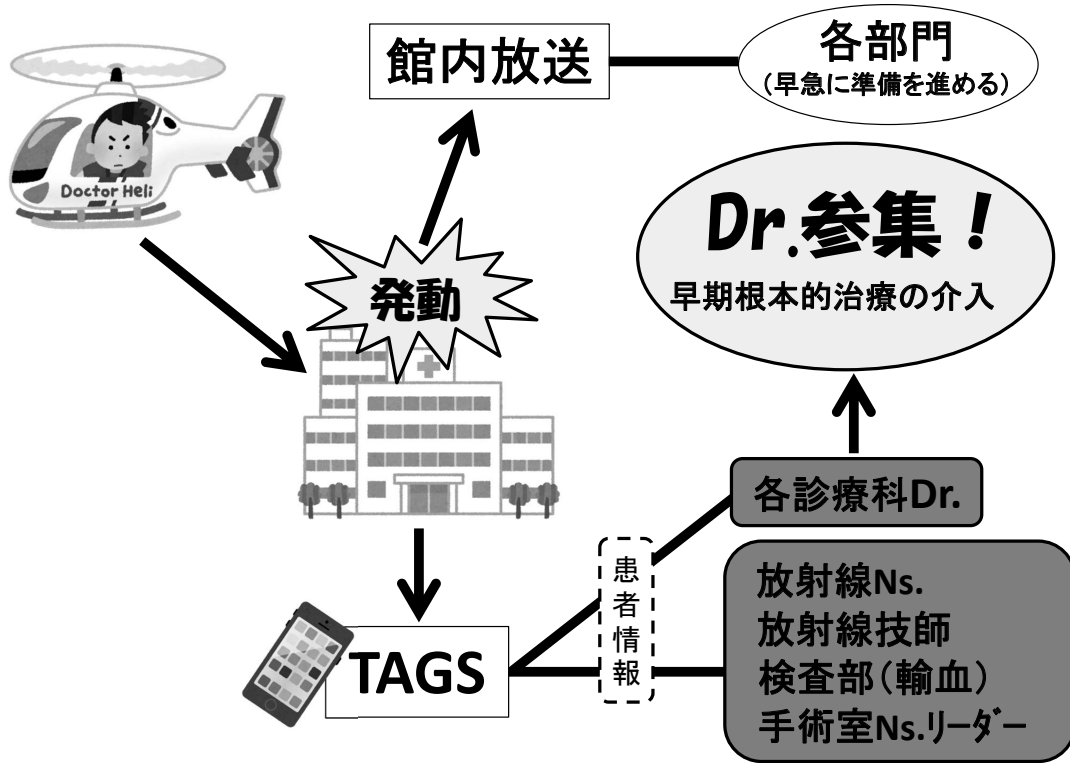 館内放送
各部門
(早急に準備を進める)
Doctor Heli
Dr.参集！
早期根本的治療の介入
発動
各診療科Dr.
患者情報
放射線Ns.
放射線技師
検査部(輸血)
手術室Ns.リーダー
TAGS